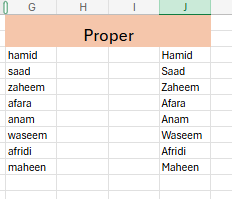 G H I J
Proper
hamid Hamid
saad Saad
zaheem Zaheem
afara Afara
anam Anam
waseem Waseem
afridi Afridi
maheen Maheen